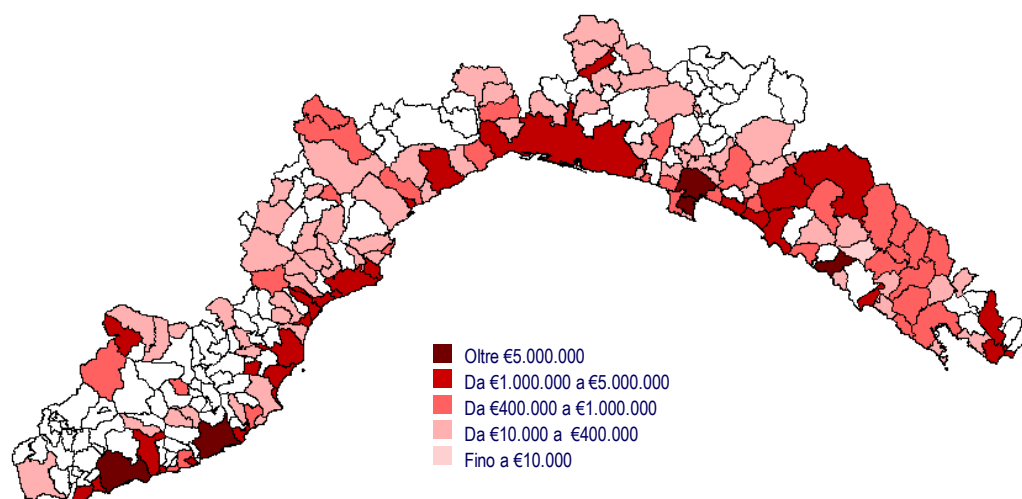 Oltre €5.000.000
Da €1.000.000 a €5.000.000
Da €400.000 a €1.000.000
Da €10.000 a €400.000
Fino a €10.000